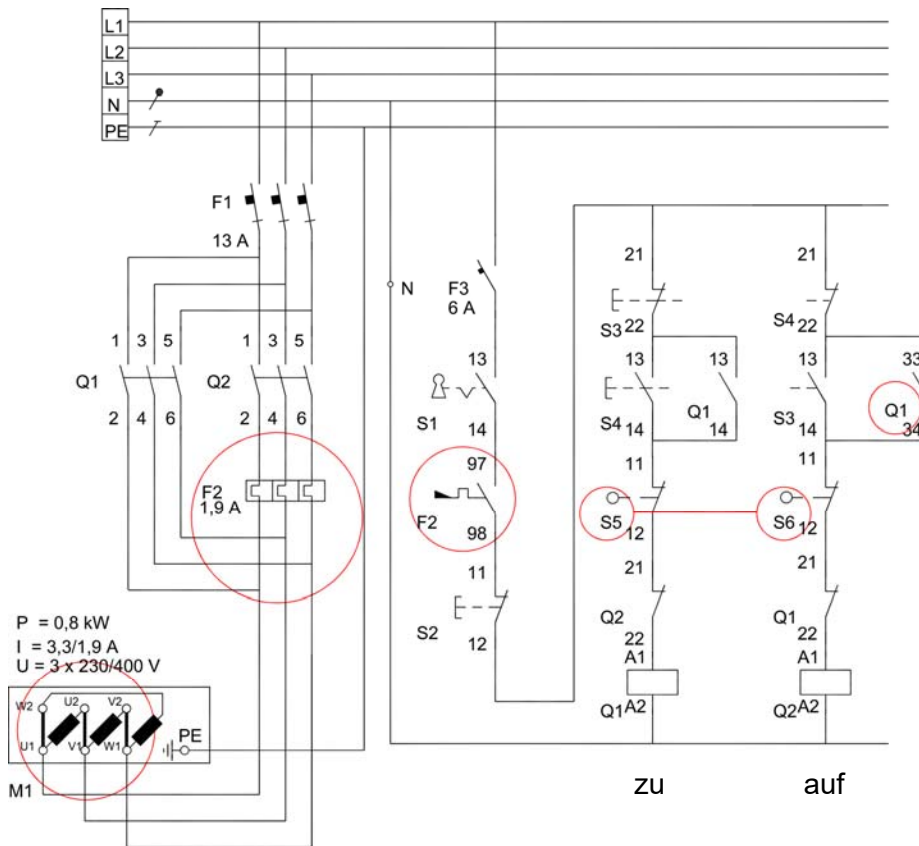 L1
L2
L3
N
PE
F1
13 A
N
F3
6 A
21
21
S3
22
S4
22
1 3 5
1 3 5
Q1
Q2
2 4 6
2 4 6
13
S1
14
13
13
S4
Q1
14
14
13
33
S3
Q1
14
34
F2
1,9 A
97
F2
98
11
S5
12
11
S6
12
11
S2
12
21
Q2
22
21
Q1
22
P = 0,8 kW
I = 3,3/1,9 A
U = 3 x 230/400 V
A1
Q1 A2
A1
Q2 A2
W2 U2 V2
U1 V1 W1
PE
M1
zu
auf